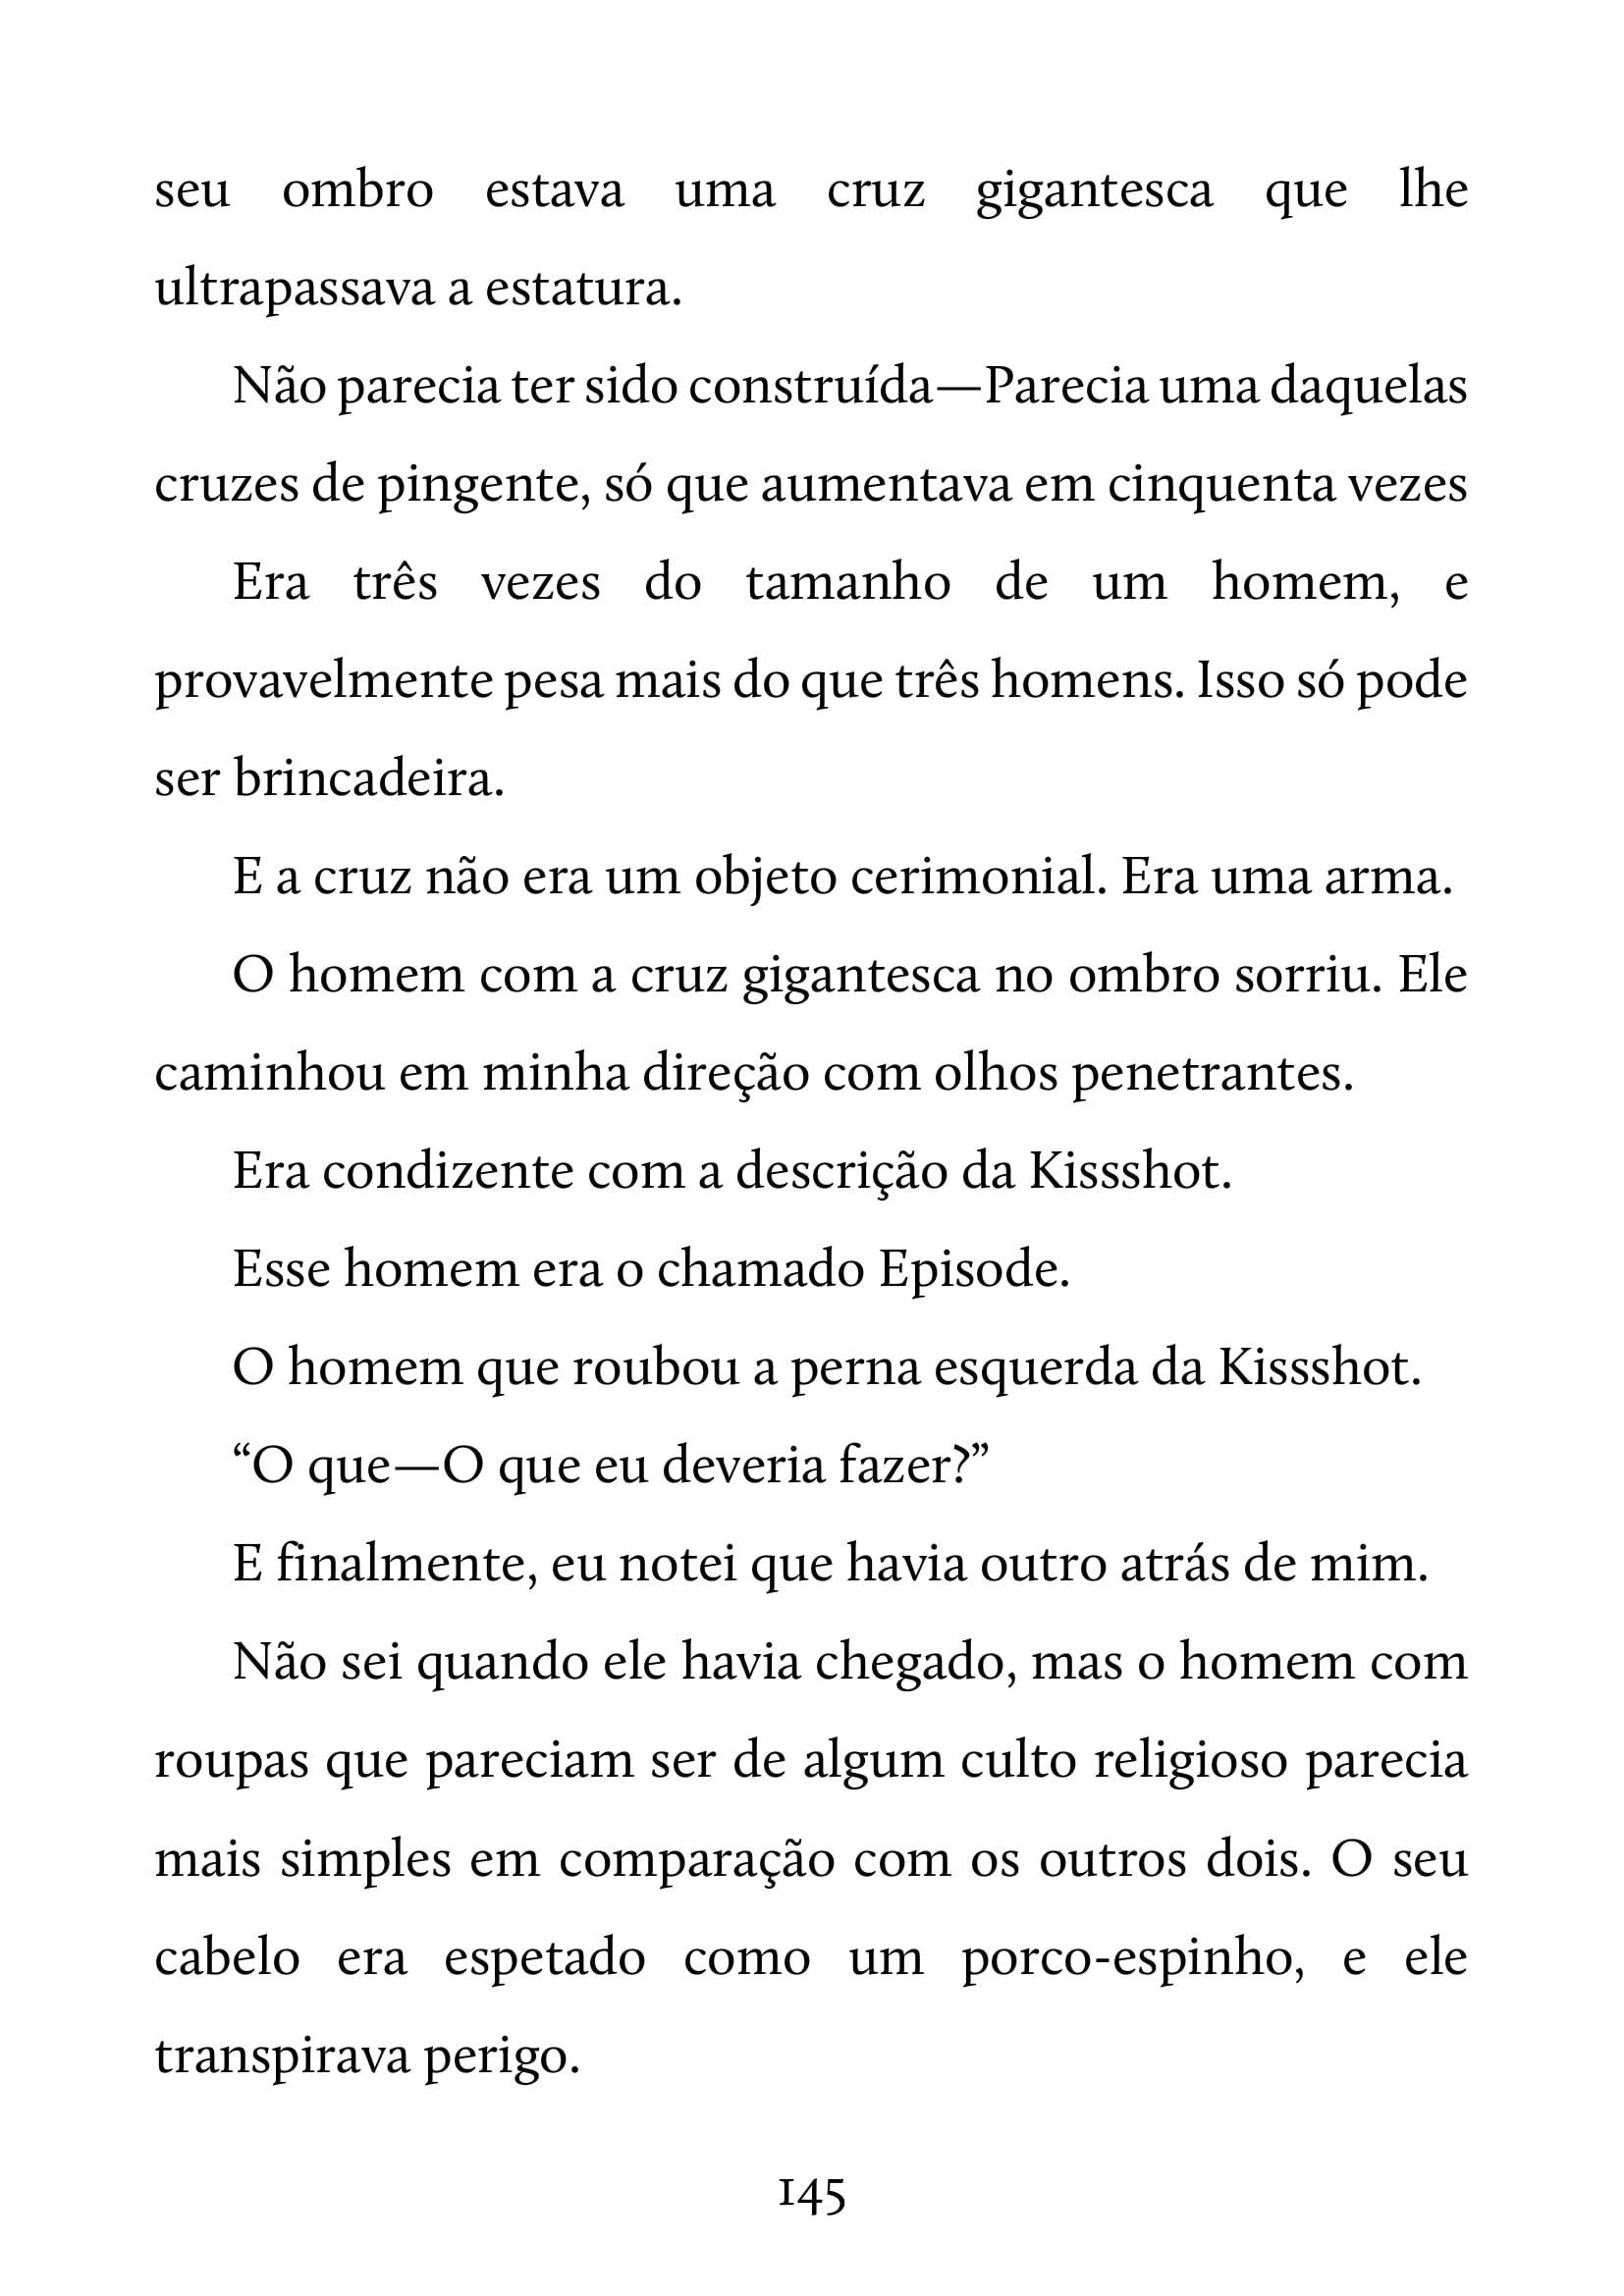 seu ombro estava uma cruz gigantesca que lhe
ultrapassava a estatura.
Não parecia ter sido construída—Parecia uma daquelas
cruzes de pingente, só que aumentava em cinquenta vezes
Era três vezes do tamanho de um homem, e
provavelmente pesa mais do que três homens. Isso só pode
ser brincadeira.
E a cruz não era um objeto cerimonial. Era uma arma.
O homem com a cruz gigantesca no ombro sorriu. Ele
caminhou em minha direção com olhos penetrantes.
Era condizente com a descrição da Kissshot.
Esse homem era o chamado Episode.
O homem que roubou a perna esquerda da Kissshot.
“O que—O que eu deveria fazer?”
E finalmente, eu notei que havia outro atrás de mim.
Não sei quando ele havia chegado, mas o homem com
roupas que pareciam ser de algum culto religioso parecia
mais simples em comparação com os outros dois. O seu
cabelo era espetado como um porco-espinho, e ele
transpirava perigo.
145